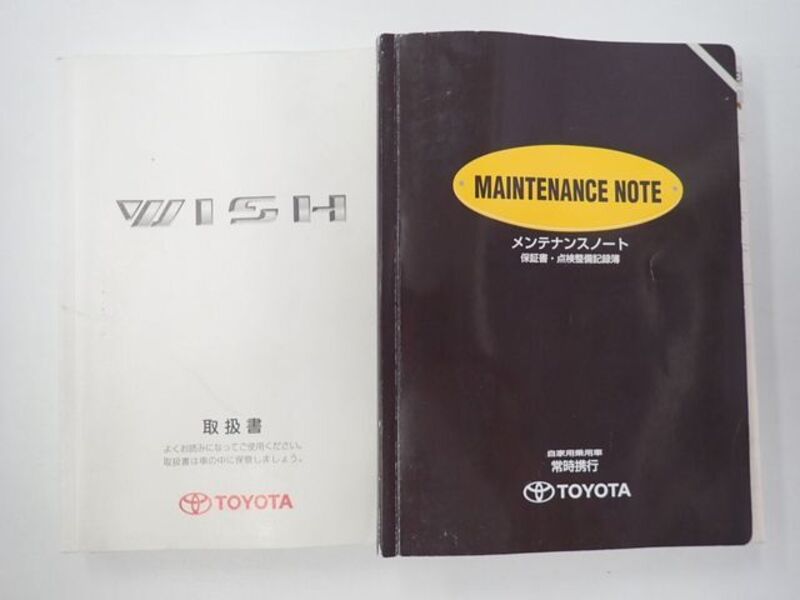 WISH
取扱書
よくお読みになってご使用ください。
取扱書は車の中に保管しましょう。
TOYOTA
MAINTENANCE NOTE
メンテナンスノート
保証書・点検整備記録簿
自家用乗用車
常時携行
TOYOTA